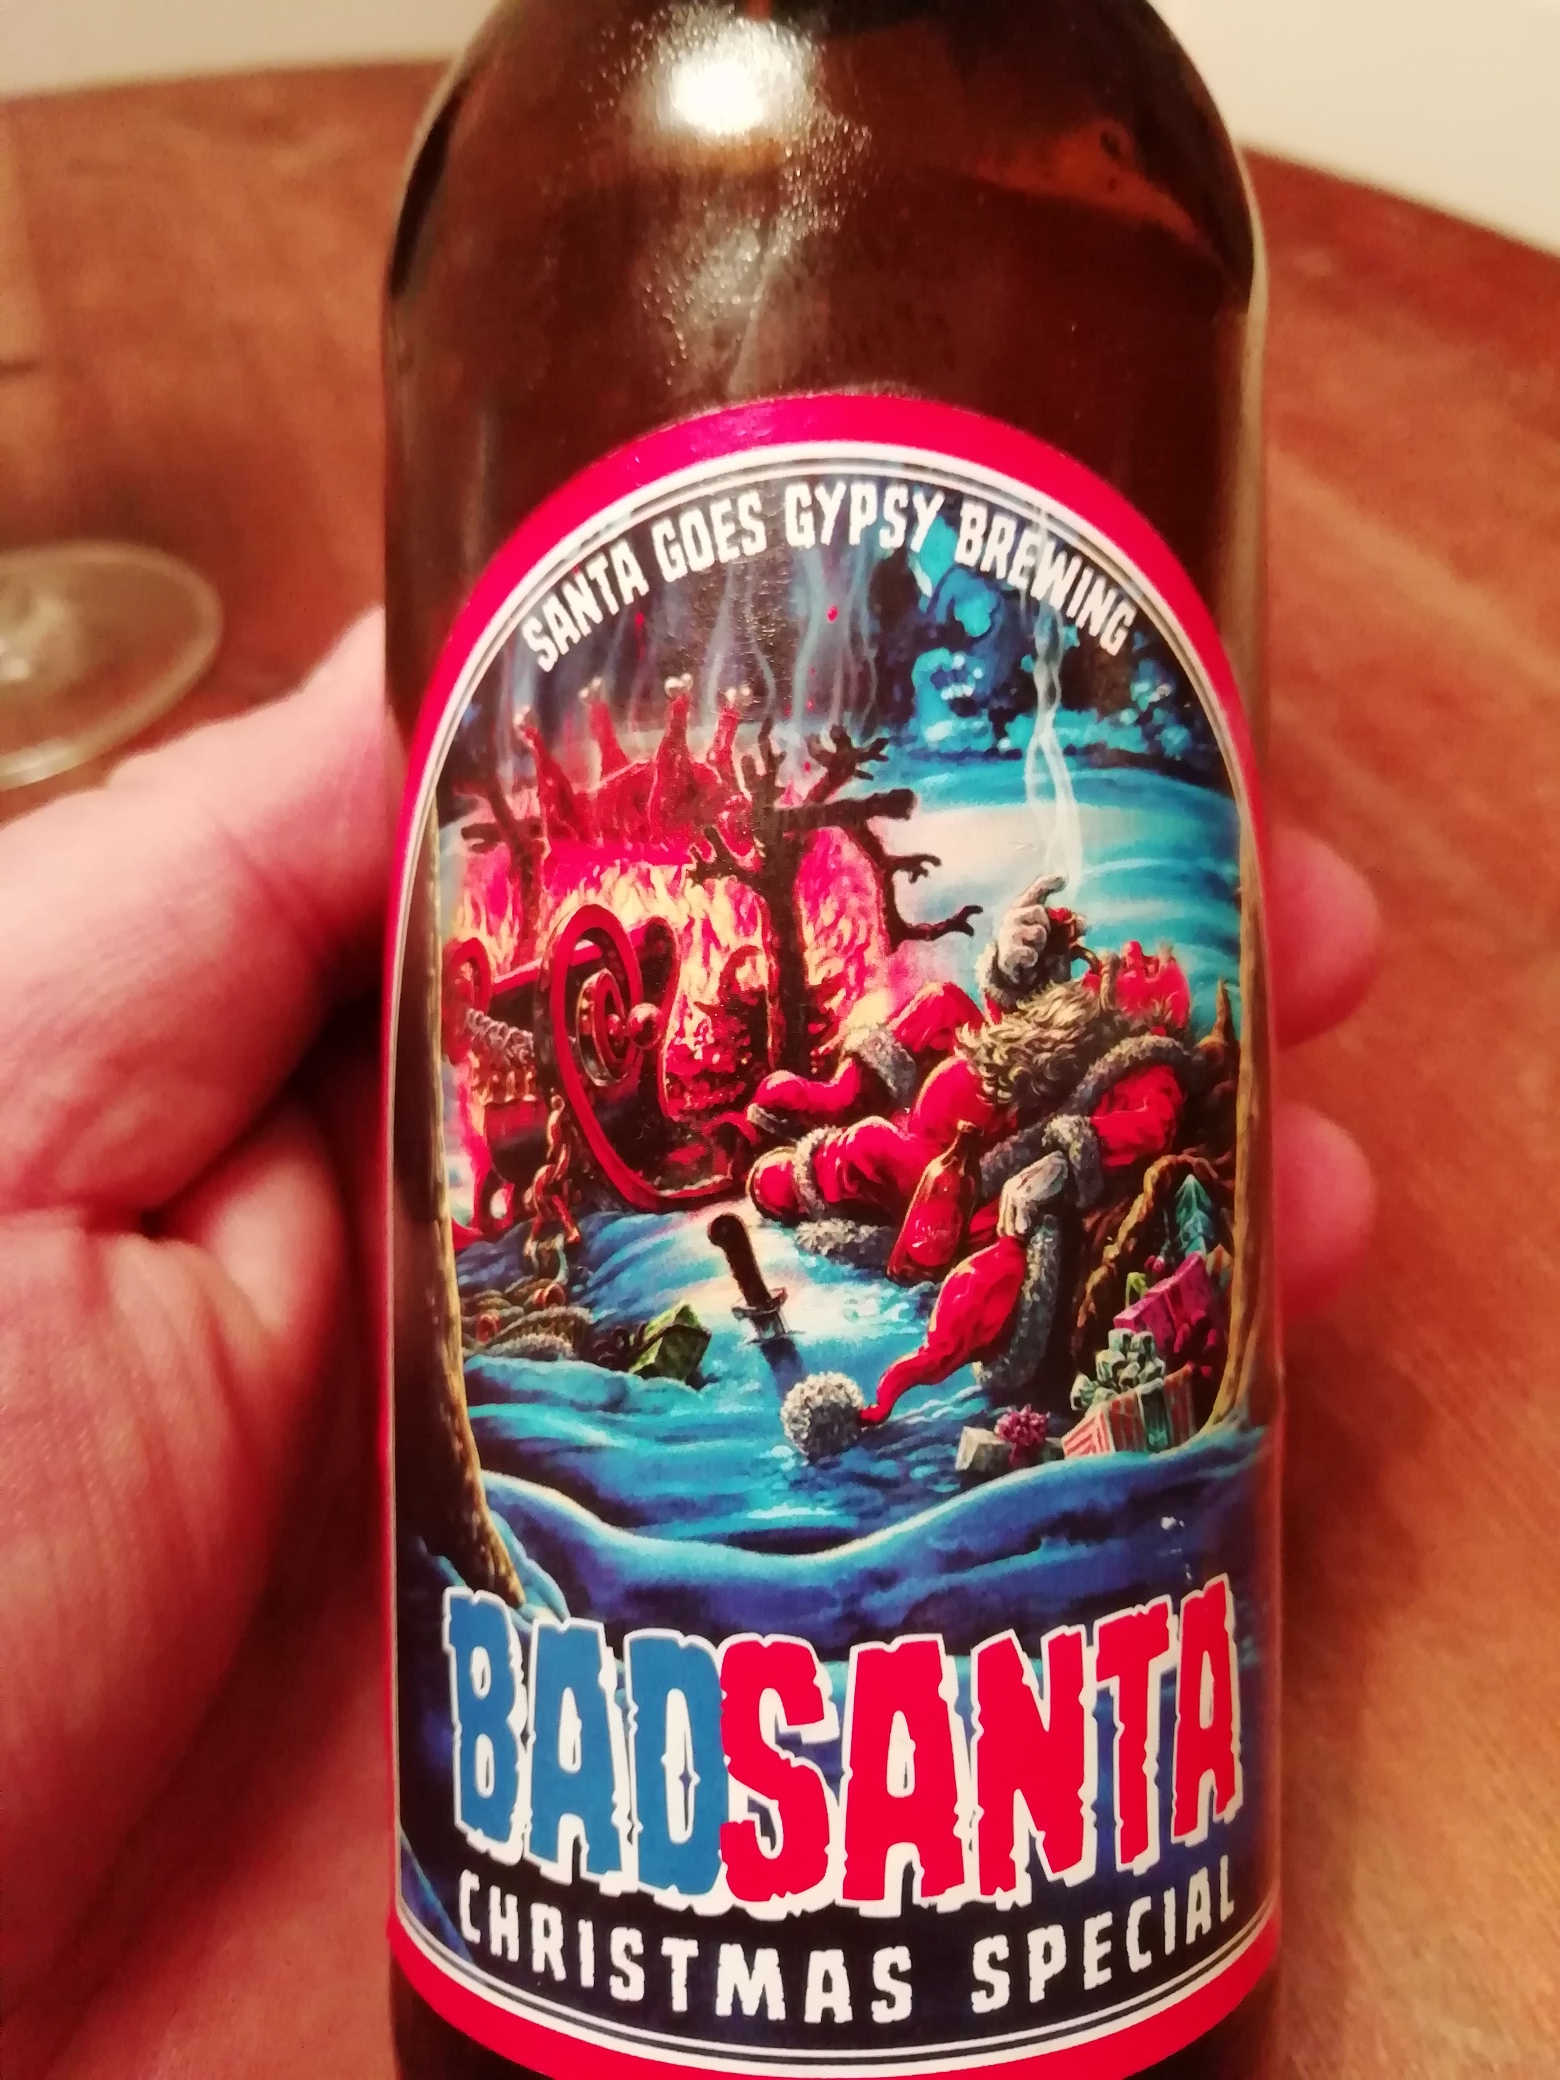 SANTA GOES GYPSY BREWING
BADSANTA
CHRISTMAS SPECIAL